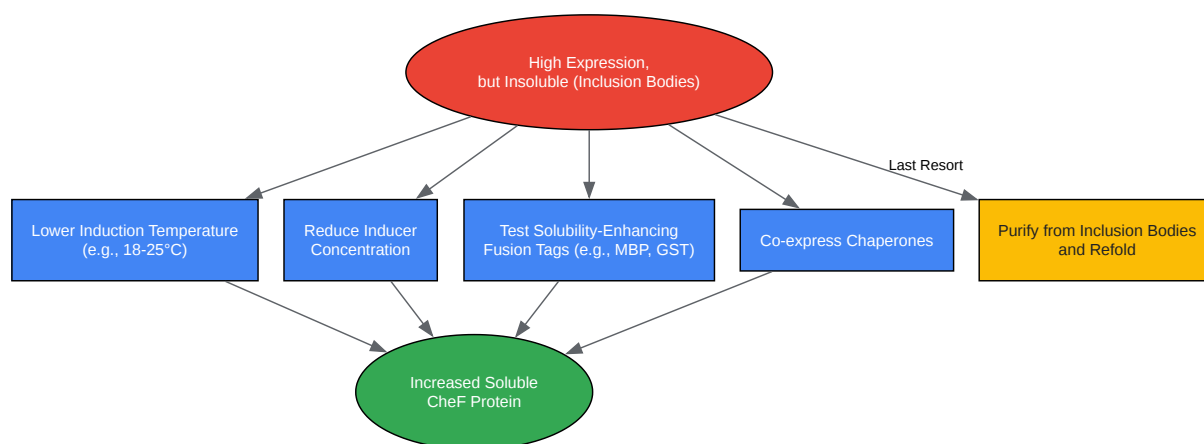 High Expression,
but Insoluble (Inclusion Bodies)
Last Resort
Lower Induction Temperature
(e.g., 18-25°C)
Reduce Inducer
Concentration
Test Solubility-Enhancing
Fusion Tags (e.g., MBP, GST)
Co-express Chaperones
Purify from Inclusion Bodies
and Refold
Increased Soluble
CheF Protein